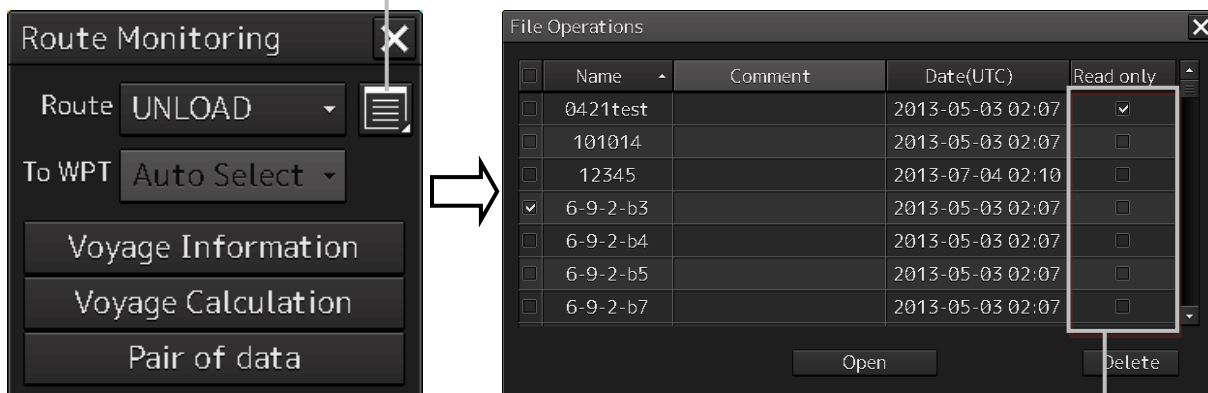 Route Monitoring
Route UNLOAD
To WPT Auto Select
Voyage Information
Voyage Calculation
Pair of data
File Operations
Name Comment Date(UTC) Read only
0421test 2013-05-03 02:07
101014 2013-05-03 02:07
12345 2013-07-04 02:10
6-9-2-b3 2013-05-03 02:07
6-9-2-b4 2013-05-03 02:07
6-9-2-b5 2013-05-03 02:07
6-9-2-b7 2013-05-03 02:07
Open Delete